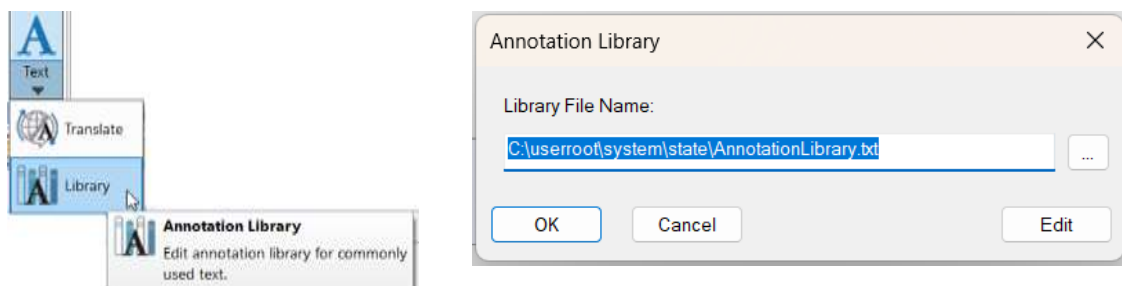 A
Text
Translate
Library
Annotation Library
Edit annotation library for commonly
used text.
Annotation Library
Library File Name:
C:\userroot\system\state\AnnotationLibrary.txt
...
OK
Cancel
Edit